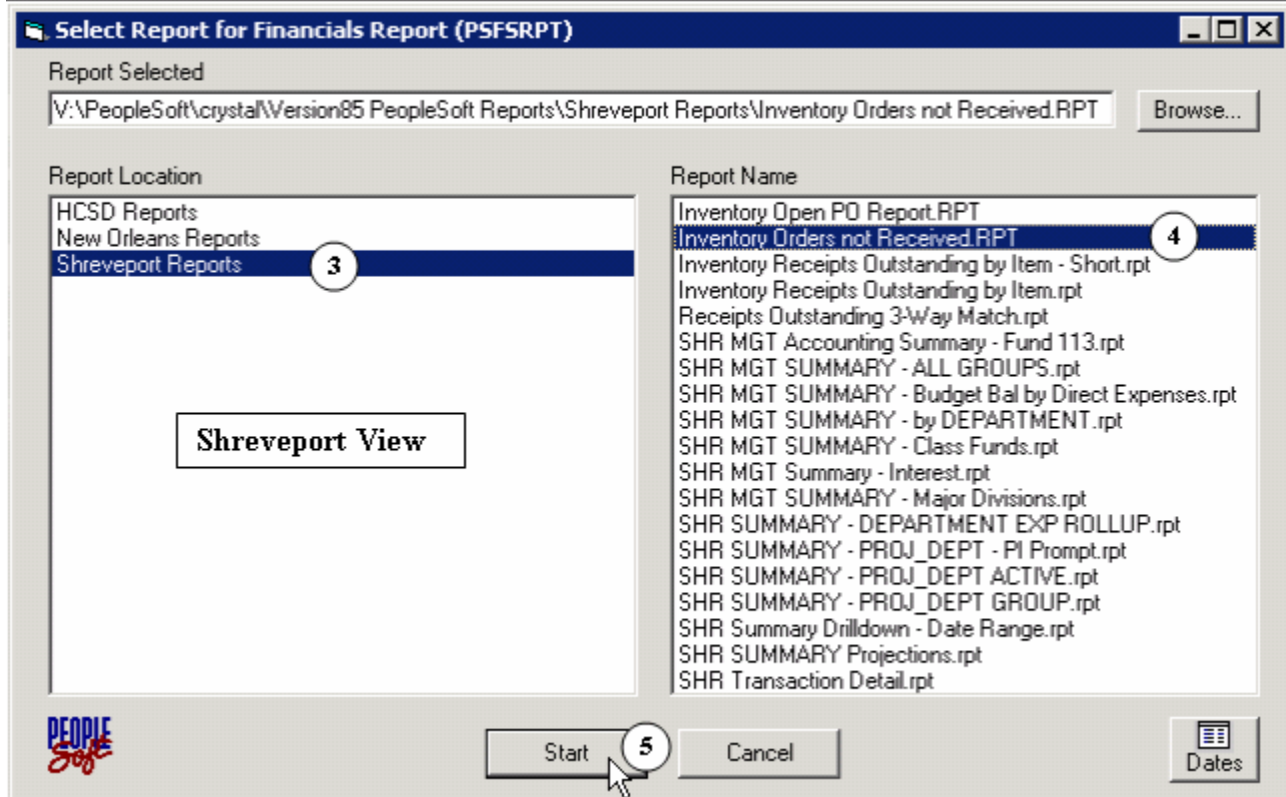 Select Report for Financials Report (PSFSRPT)
Report Selected
V:\PeopleSoft\crystal\Version85 PeopleSoft Reports\Shreveport Reports\Inventory Orders not Received.RPT
Browse...
Report Location
HCSD Reports
New Orleans Reports
Shreveport Reports
3
Shreveport View
Report Name
Inventory Open PO Report.RPT
Inventory Orders not Received.RPT
4
Inventory Receipts Outstanding by Item - Short.rpt
Inventory Receipts Outstanding by Item.rpt
Receipts Outstanding 3-Way Match.rpt
SHR MGT Accounting Summary - Fund 113.rpt
SHR MGT SUMMARY - ALL GROUPS.rpt
SHR MGT SUMMARY - Budget Bal by Direct Expenses.rpt
SHR MGT SUMMARY - by DEPARTMENT.rpt
SHR MGT SUMMARY - Class Funds.rpt
SHR MGT Summary - Interest.rpt
SHR MGT SUMMARY - Major Divisions.rpt
SHR SUMMARY - DEPARTMENT EXP ROLLUP.rpt
SHR SUMMARY - PROJ_DEPT - PI Prompt.rpt
SHR SUMMARY - PROJ_DEPT ACTIVE.rpt
SHR SUMMARY - PROJ_DEPT GROUP.rpt
SHR Summary Drilldown - Date Range.rpt
SHR SUMMARY Projections.rpt
SHR Transaction Detail.rpt
PEOPLE
Soft
Start
5
Cancel
Dates